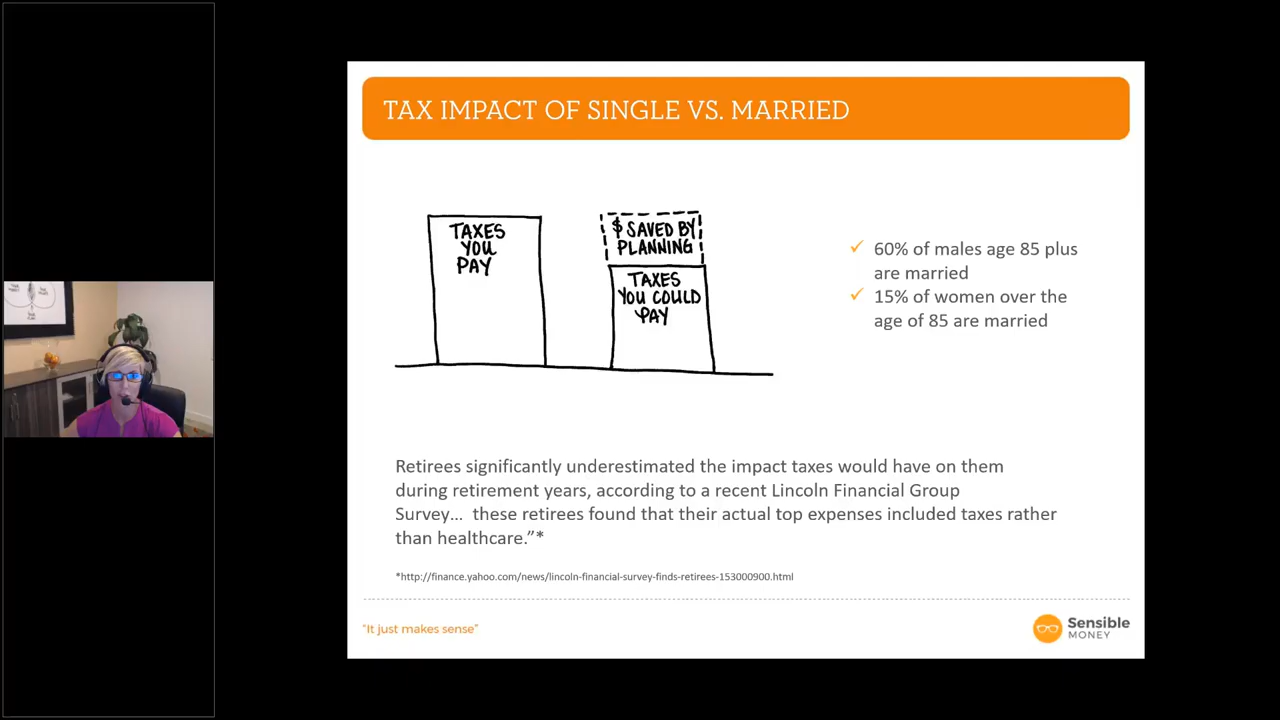 TAX IMPACT OF SINGLE VS. MARRIED
TAXES
YOU
PAY
$ SAVED BY
PLANNING
TAXES
YOU COULD
PAY
✓ 60% of males age 85 plus
are married
✓ 15% of women over the
age of 85 are married
Retirees significantly underestimated the impact taxes would have on them
during retirement years, according to a recent Lincoln Financial Group
Survey... these retirees found that their actual top expenses included taxes rather
than healthcare.”*
*http://finance.yahoo.com/news/lincoln-financial-survey-finds-retirees-153000900.html
“It just makes sense”
Sensible
MONEY